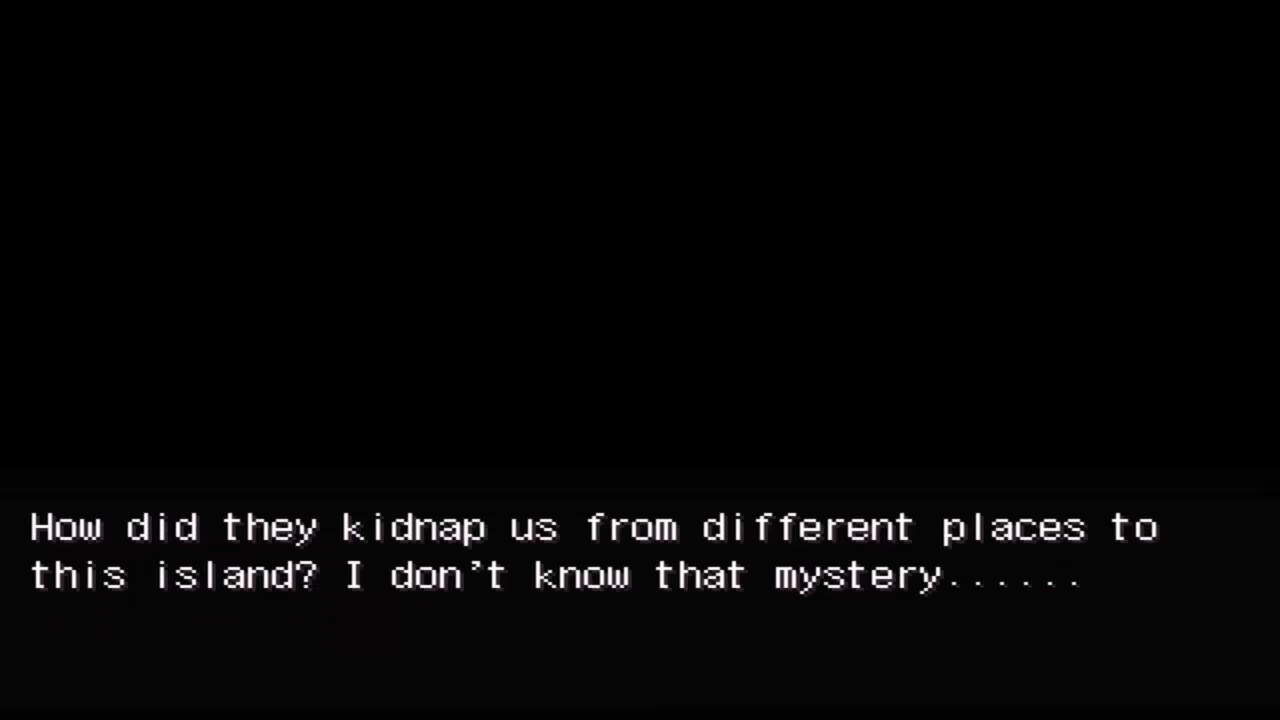 How did they kidnap us from different places to
this island? I don't know that mystery......